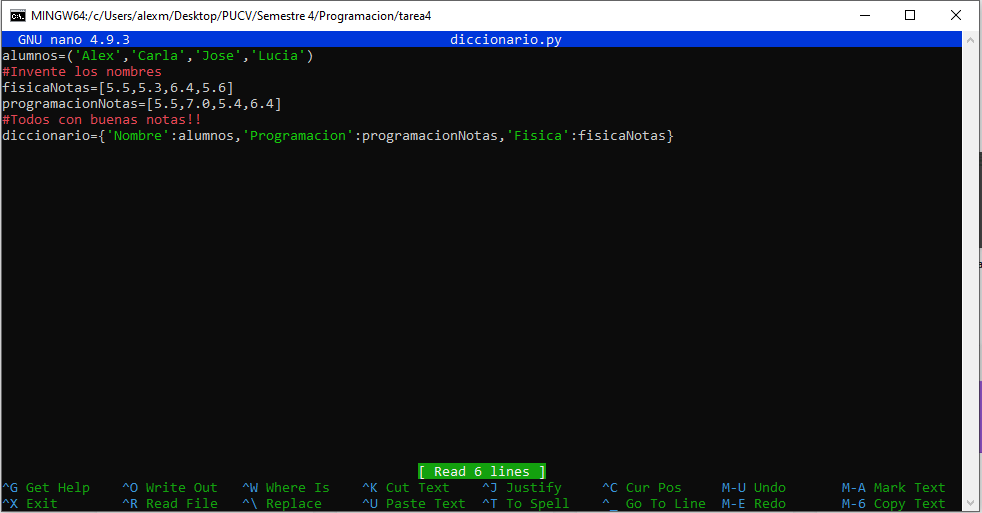 MINGW64:/c/Users/alexm/Desktop/PUCV/Semestre 4/Programacion/tarea4
GNU nano 4.9.3 diccionario.py
alumnos=('Alex','Carla','Jose','Lucia')
#Invente los nombres
fisicaNotas=[5.5,5.3,6.4,5.6]
programacionNotas=[5.5,7.0,5.4,6.4]
#Todos con buenas notas!!
diccionario={'Nombre':alumnos,'Programacion':programacionNotas,'Fisica':fisicaNotas}
[ Read 6 lines ]
^G Get Help ^O Write Out ^W Where Is ^K Cut Text ^J Justify ^C Cur Pos M-U Undo M-A Mark Text
^X Exit ^R Read File ^\ Replace ^U Paste Text ^T To Spell ^_ Go To Line M-E Redo M-6 Copy Text